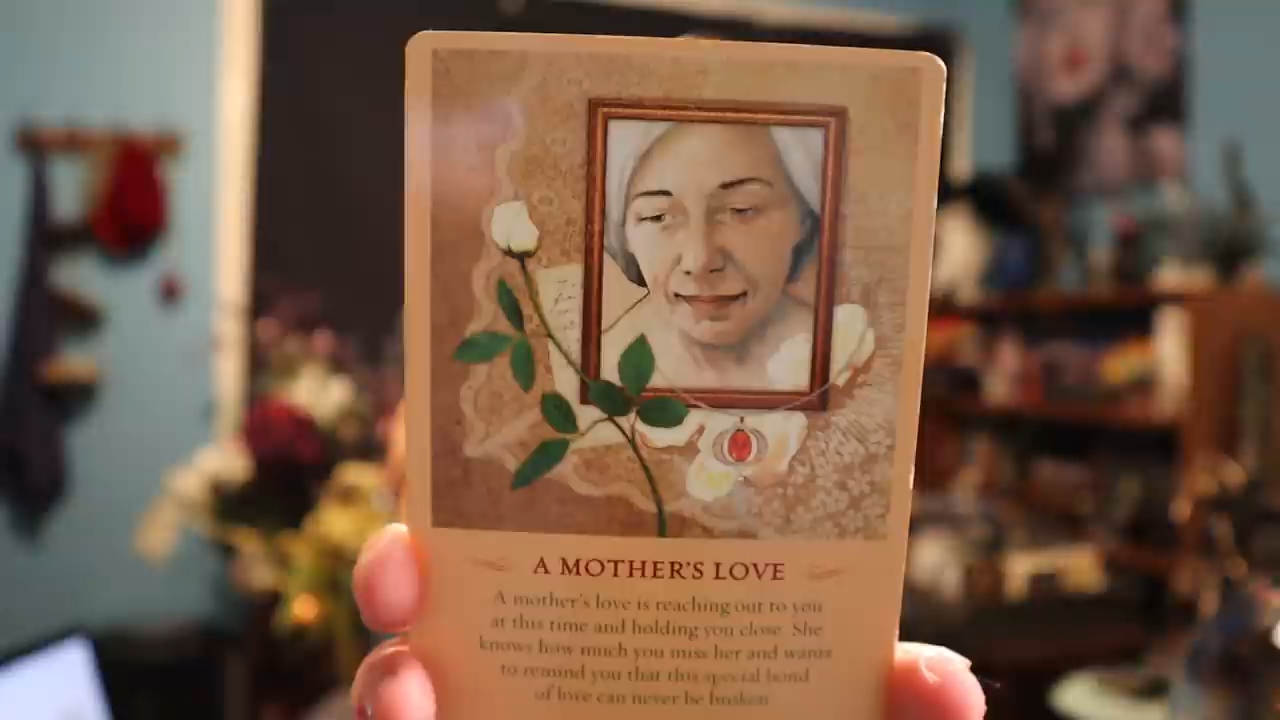 A MOTHER'S LOVE
A mother's love is reaching out to you
at this time and holding you close. She
knows how much you miss her and wants
to remind you that this special bond
of love can never be broken.